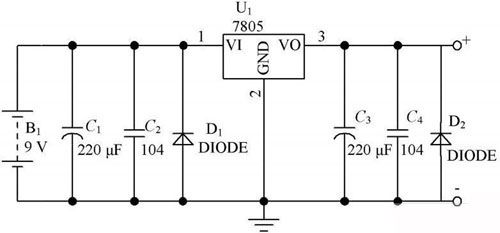 U1
7805
1
VI
VO
3
GND
2
+
B1
9 V
C1
220 μF
C2
104
D1
DIODE
C3
220 μF
C4
104
D2
DIODE
-